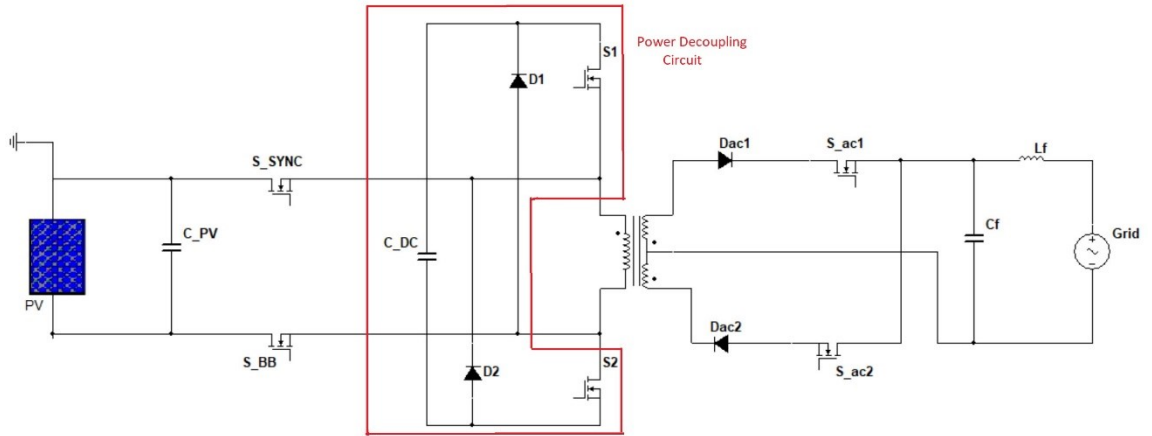 Power Decoupling
Circuit
S1
D1
S_SYNC
Dac1
S_ac1
Lf
C_PV
C_DC
Cf
Grid
PV
S_BB
D2
S2
Dac2
S_ac2